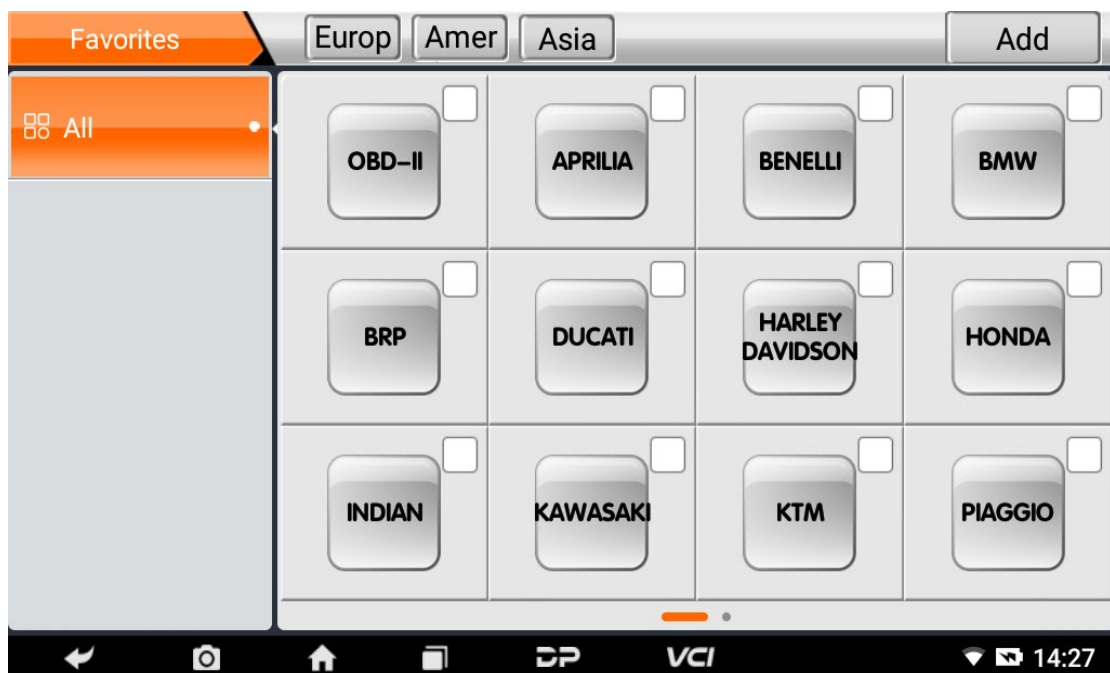 Favorites
Europ
Amer
Asia
Add
All
OBD-II
APRILIA
BENELLI
BMW
BRP
DUCATI
HARLEY
DAVIDSON
HONDA
INDIAN
KAWASAKI
KTM
PIAGGIO
DP
VCI
14:27